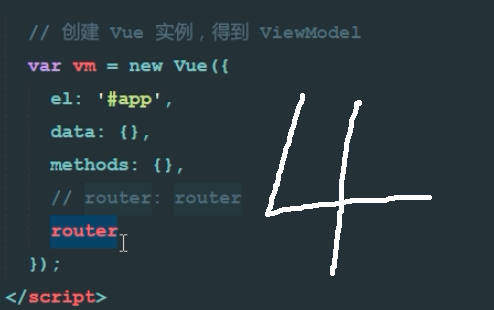 // 创建 Vue 实例，得到 ViewModel
var vm = new Vue({
el: '#app',
data: {},
methods: {},
// router: router
router
});
</script>
4